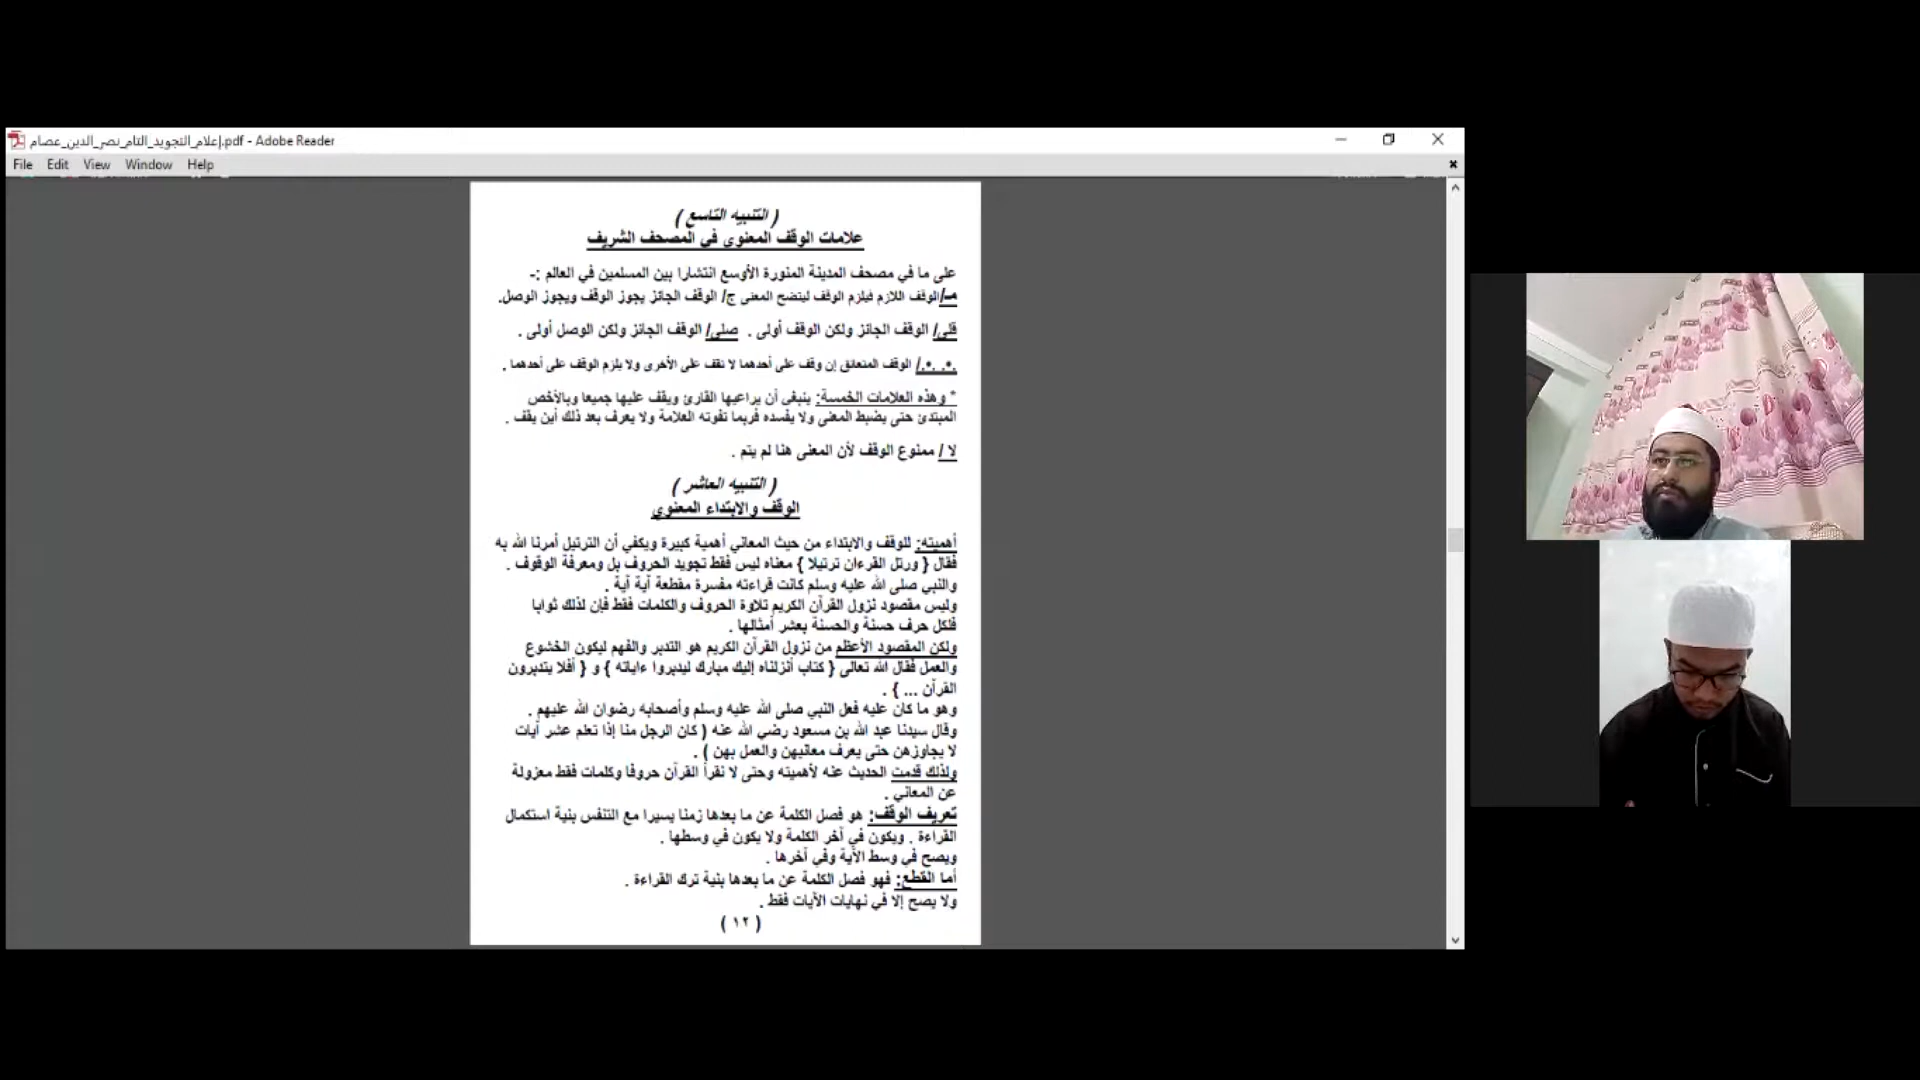 إعلام_التجويد_التام_نصر_الدين_عصام.pdf - Adobe Reader
File Edit View Window Help
( التنبيه التاسع )
علامات الوقف المعنوي في المصحف الشريف
على ما في مصحف المدينة المنورة الأوسع انتشارا بين المسلمين في العالم :-
مـ/الوقف اللازم فيلزم الوقف ليتضح المعنى ج/ الوقف الجائز يجوز الوقف ويجوز الوصل.
قلى/ الوقف الجائز ولكن الوقف أولى . صلى/ الوقف الجائز ولكن الوصل أولى .
.•. .•./ الوقف المتعانق إن وقف على أحدهما لا نقف على الأخرى ولا يلزم الوقف على أحدهما .
* وهذه العلامات الخمسة: ينبغي أن يراعيها القارئ ويقف عليها جميعا وبالأخص
المبتدئ حتى يضبط المعنى ولا يفسده فربما تفوته العلامة ولا يعرف بعد ذلك أين يقف .
لا / ممنوع الوقف لأن المعنى هنا لم يتم .
( التنبيه العاشر )
الوقف والابتداء المعنوي
أهميته: للوقف والابتداء من حيث المعاني أهمية كبيرة ويكفي أن الترتيل أمرنا الله به
فقال { ورتل القرءان ترتيلا } معناه ليس فقط تجويد الحروف بل ومعرفة الوقوف .
والنبي صلى الله عليه وسلم كانت قراءته مفسرة مقطعة آية آية .
وليس مقصود نزول القرآن الكريم تلاوة الحروف والكلمات فقط فإن لذلك ثوابا
فلكل حرف حسنة والحسنة بعشر أمثالها .
ولكن المقصود الأعظم من نزول القرآن الكريم هو التدبر والفهم ليكون الخشوع
والعمل فقال الله تعالى { كتاب أنزلناه إليك مبارك ليدبروا ءاياته } و { أفلا يتدبرون
القرآن ... } .
وهو ما كان عليه فعل النبي صلى الله عليه وسلم وأصحابه رضوان الله عليهم .
وقال سيدنا عبد الله بن مسعود رضي الله عنه ( كان الرجل منا إذا تعلم عشر آيات
لا يجاوزهن حتى يعرف معانيهن والعمل بهن ) .
ولذلك قدمت الحديث عنه لأهميته وحتى لا نقرأ القرآن حروفا وكلمات فقط معزولة
عن المعاني .
تعريف الوقف: هو فصل الكلمة عن ما بعدها زمنا يسيرا مع التنفس بنية استكمال
القراءة . ويكون في آخر الكلمة ولا يكون في وسطها .
ويصح في وسط الآية وفي آخرها .
أما القطع: فهو فصل الكلمة عن ما بعدها بنية ترك القراءة .
ولا يصح إلا في نهايات الآيات فقط .
( ١٢ )